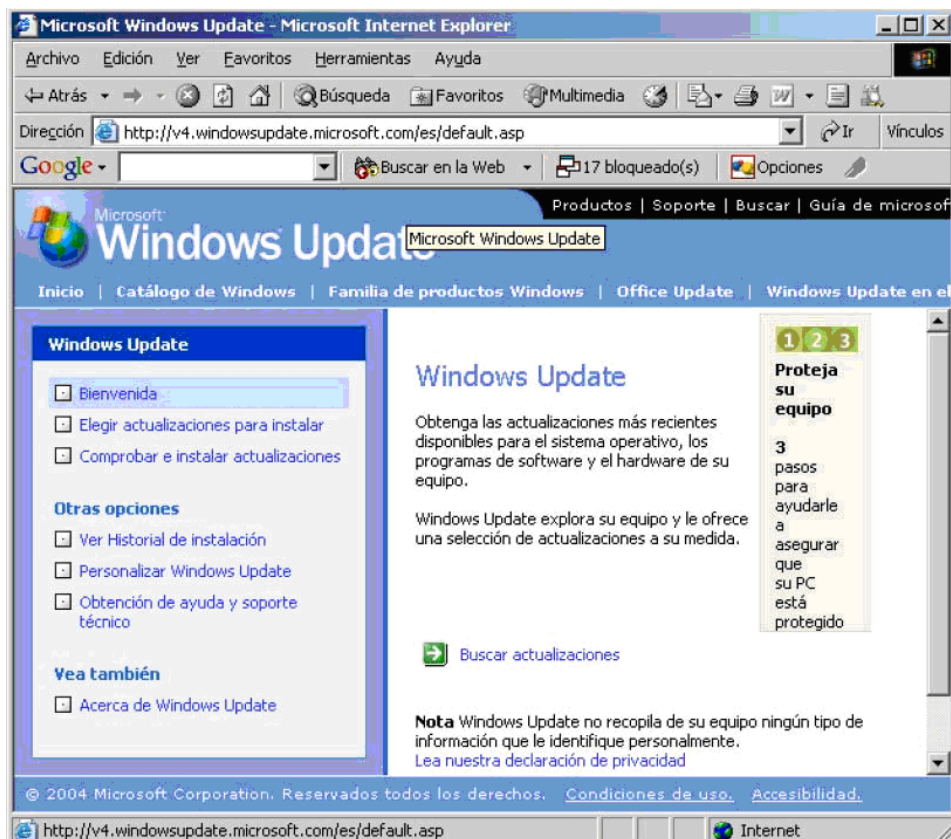 Microsoft Windows Update - Microsoft Internet Explorer
Archivo Edición Ver Favoritos Herramientas Ayuda
Atrás Búsqueda Favoritos Multimedia
Dirección http://v4.windowsupdate.microsoft.com/es/default.asp Ir Vínculos
Google Buscar en la Web 17 bloqueado(s) Opciones
Productos | Soporte | Buscar | Guía de microsof
Microsoft
Windows Update
Microsoft Windows Update
Inicio | Catálogo de Windows | Familia de productos Windows | Office Update | Windows Update en el
Windows Update
Bienvenida
Elegir actualizaciones para instalar
Comprobar e instalar actualizaciones
Otras opciones
Ver Historial de instalación
Personalizar Windows Update
Obtención de ayuda y soporte
técnico
Vea también
Acerca de Windows Update
Windows Update
Obtenga las actualizaciones más recientes
disponibles para el sistema operativo, los
programas de software y el hardware de su
equipo.
Windows Update explora su equipo y le ofrece
una selección de actualizaciones a su medida.
Buscar actualizaciones
Nota Windows Update no recopila de su equipo ningún tipo de
información que le identifique personalmente.
Lea nuestra declaración de privacidad
1 2 3
Proteja
su
equipo
3
pasos
para
ayudarle
a
asegurar
que
su PC
está
protegido
© 2004 Microsoft Corporation. Reservados todos los derechos. Condiciones de uso. Accesibilidad.
http://v4.windowsupdate.microsoft.com/es/default.asp Internet